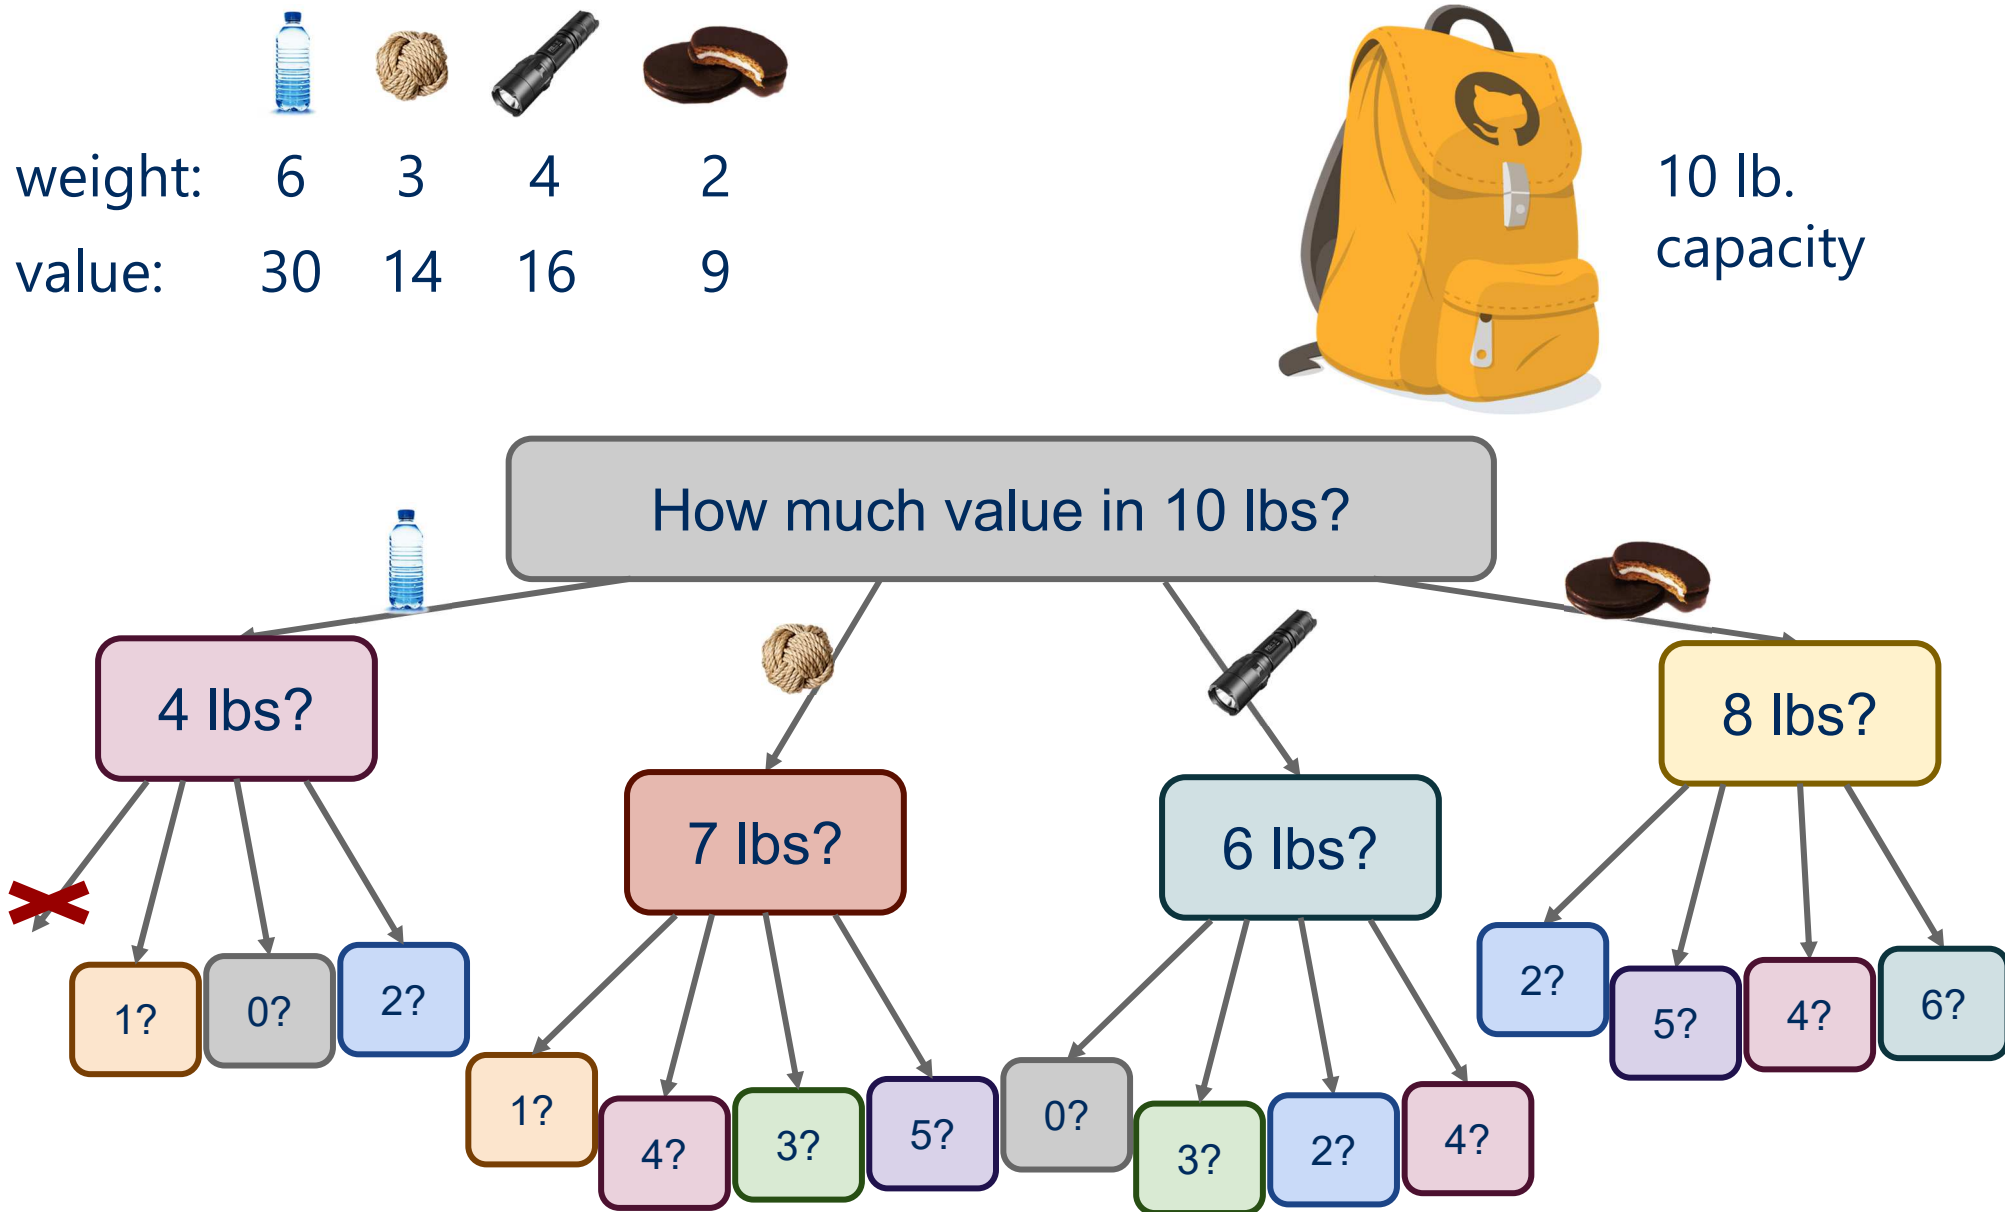 weight: 6 3 4 2
value: 30 14 16 9
10 lb.
capacity
How much value in 10 lbs?
4 lbs?
7 lbs?
6 lbs?
8 lbs?
1?
0?
2?
1?
4?
3?
5?
0?
3?
2?
4?
2?
5?
4?
6?